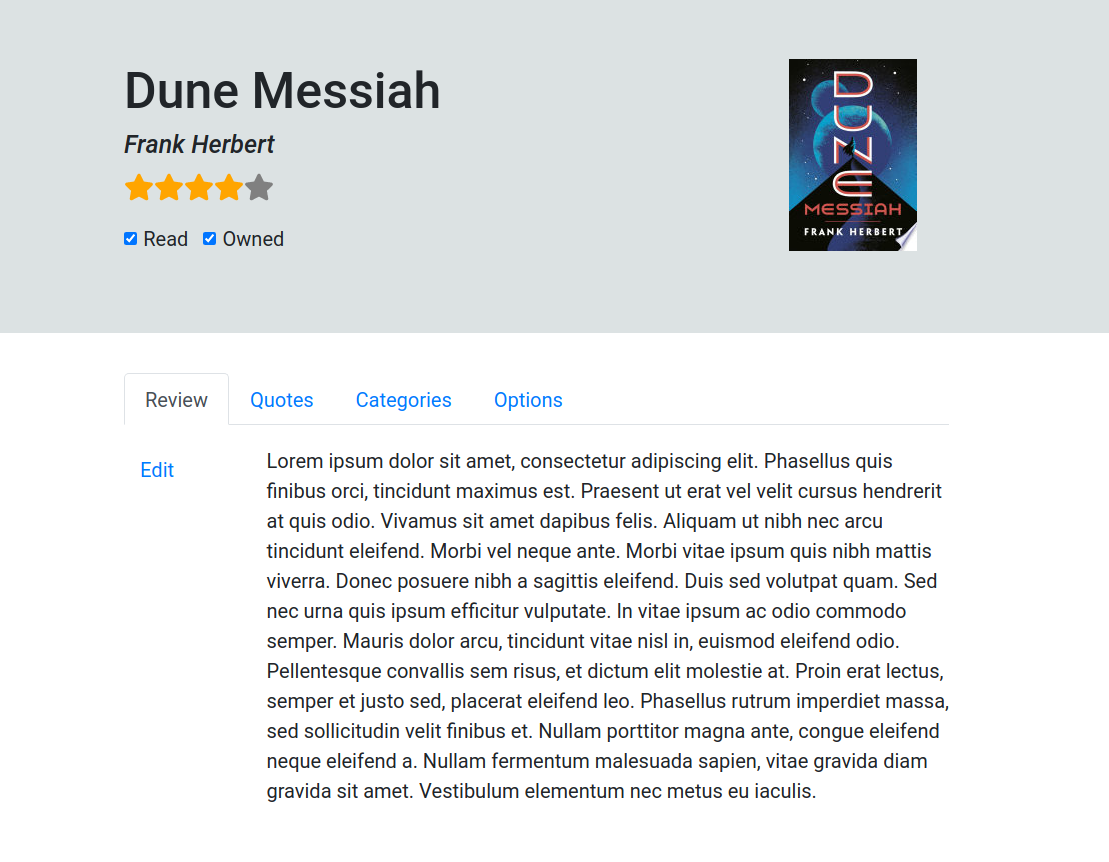 Dune Messiah
Frank Herbert
Read Owned
DUNE
MESSIAH
FRANK HERBERT
Review Quotes Categories Options
Edit
Lorem ipsum dolor sit amet, consectetur adipiscing elit. Phasellus quis
finibus orci, tincidunt maximus est. Praesent ut erat vel velit cursus hendrerit
at quis odio. Vivamus sit amet dapibus felis. Aliquam ut nibh nec arcu
tincidunt eleifend. Morbi vel neque ante. Morbi vitae ipsum quis nibh mattis
viverra. Donec posuere nibh a sagittis eleifend. Duis sed volutpat quam. Sed
nec urna quis ipsum efficitur vulputate. In vitae ipsum ac odio commodo
semper. Mauris dolor arcu, tincidunt vitae nisl in, euismod eleifend odio.
Pellentesque convallis sem risus, et dictum elit molestie at. Proin erat lectus,
semper et justo sed, placerat eleifend leo. Phasellus rutrum imperdiet massa,
sed sollicitudin velit finibus et. Nullam porttitor magna ante, congue eleifend
neque eleifend a. Nullam fermentum malesuada sapien, vitae gravida diam
gravida sit amet. Vestibulum elementum nec metus eu iaculis.